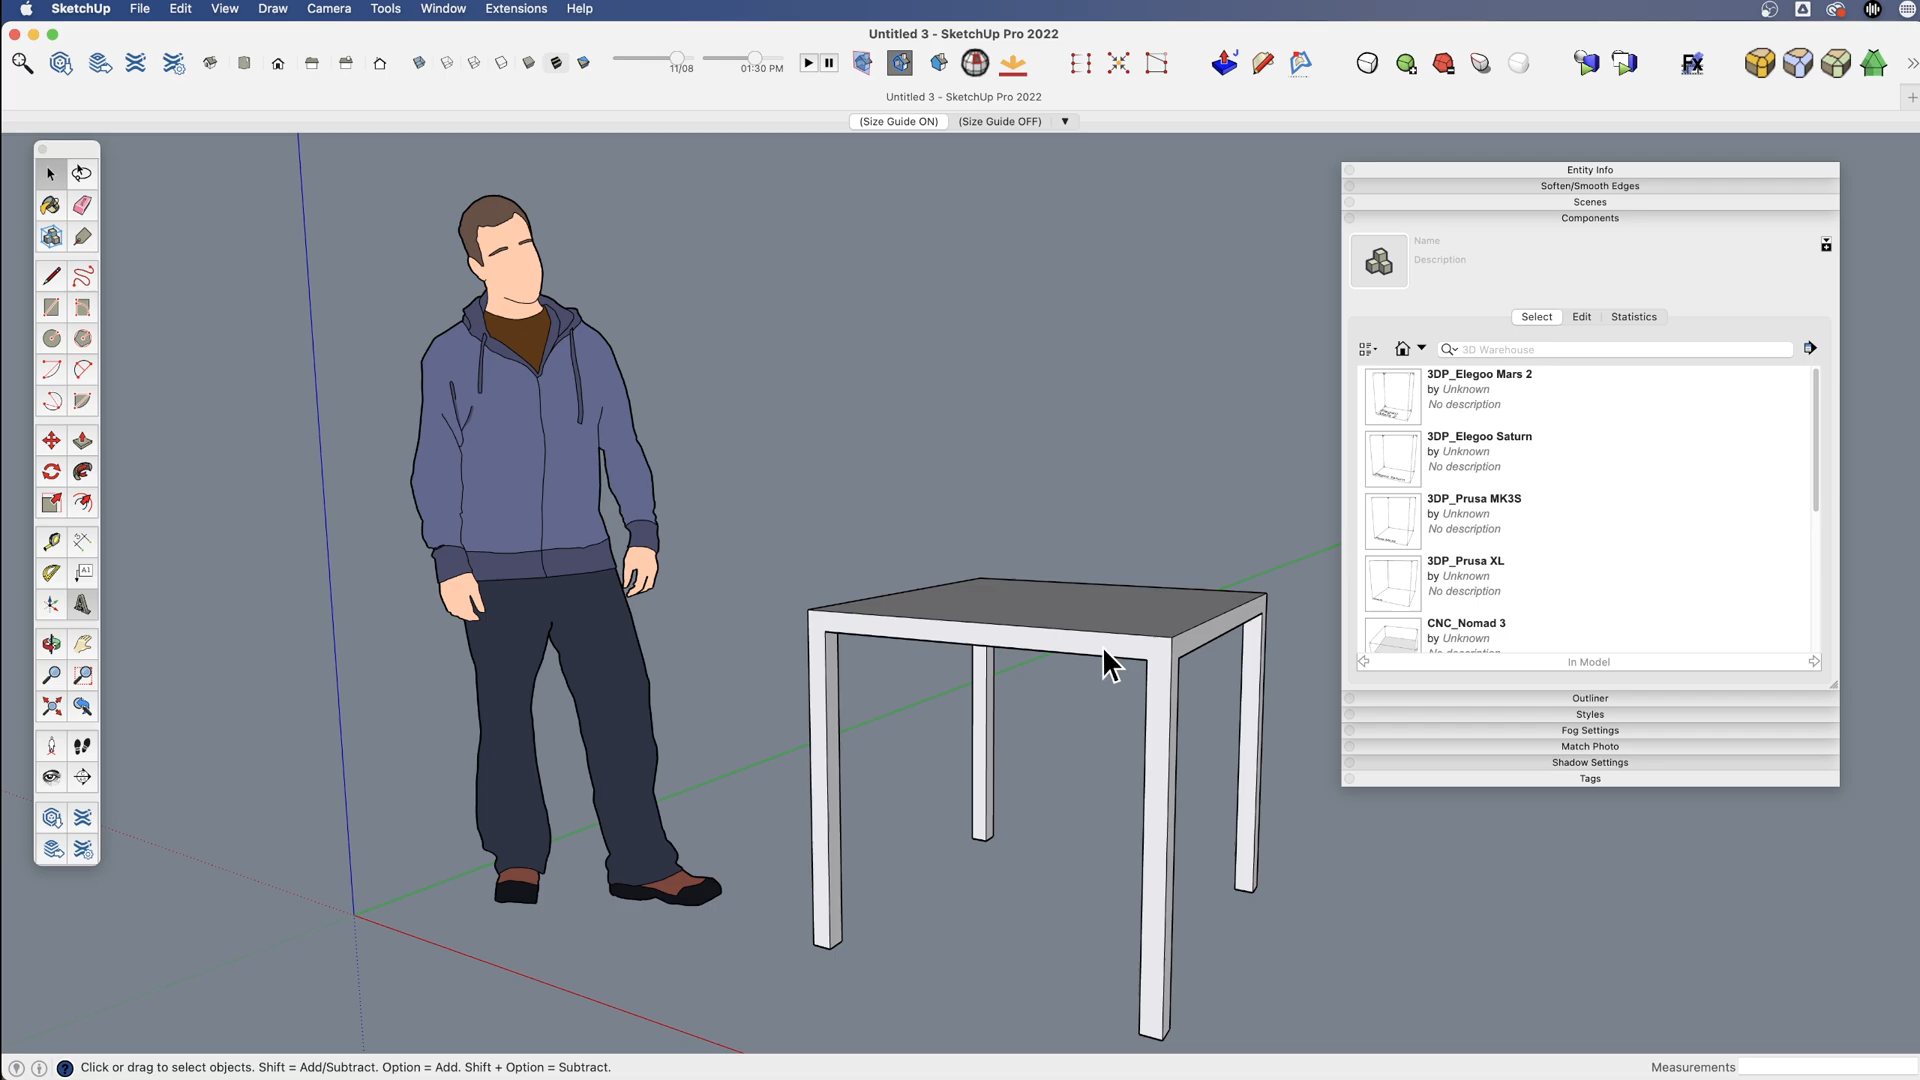 SketchUp File Edit View Draw Camera Tools Window Extensions Help
Untitled 3 - SketchUp Pro 2022
11/08 01:30 PM
J
FX
Untitled 3 - SketchUp Pro 2022
(Size Guide ON) (Size Guide OFF)
Entity Info
Soften/Smooth Edges
Scenes
Components
Name
Description
Select Edit Statistics
3D Warehouse
3DP_Elegoo Mars 2
by Unknown
No description
3DP_Elegoo Saturn
by Unknown
No description
3DP_Prusa MK3S
by Unknown
No description
3DP_Prusa XL
by Unknown
No description
CNC_Nomad 3
by Unknown
No description
In Model
Outliner
Styles
Fog Settings
Match Photo
Shadow Settings
Tags
A1
Click or drag to select objects. Shift = Add/Subtract. Option = Add. Shift + Option = Subtract.
Measurements